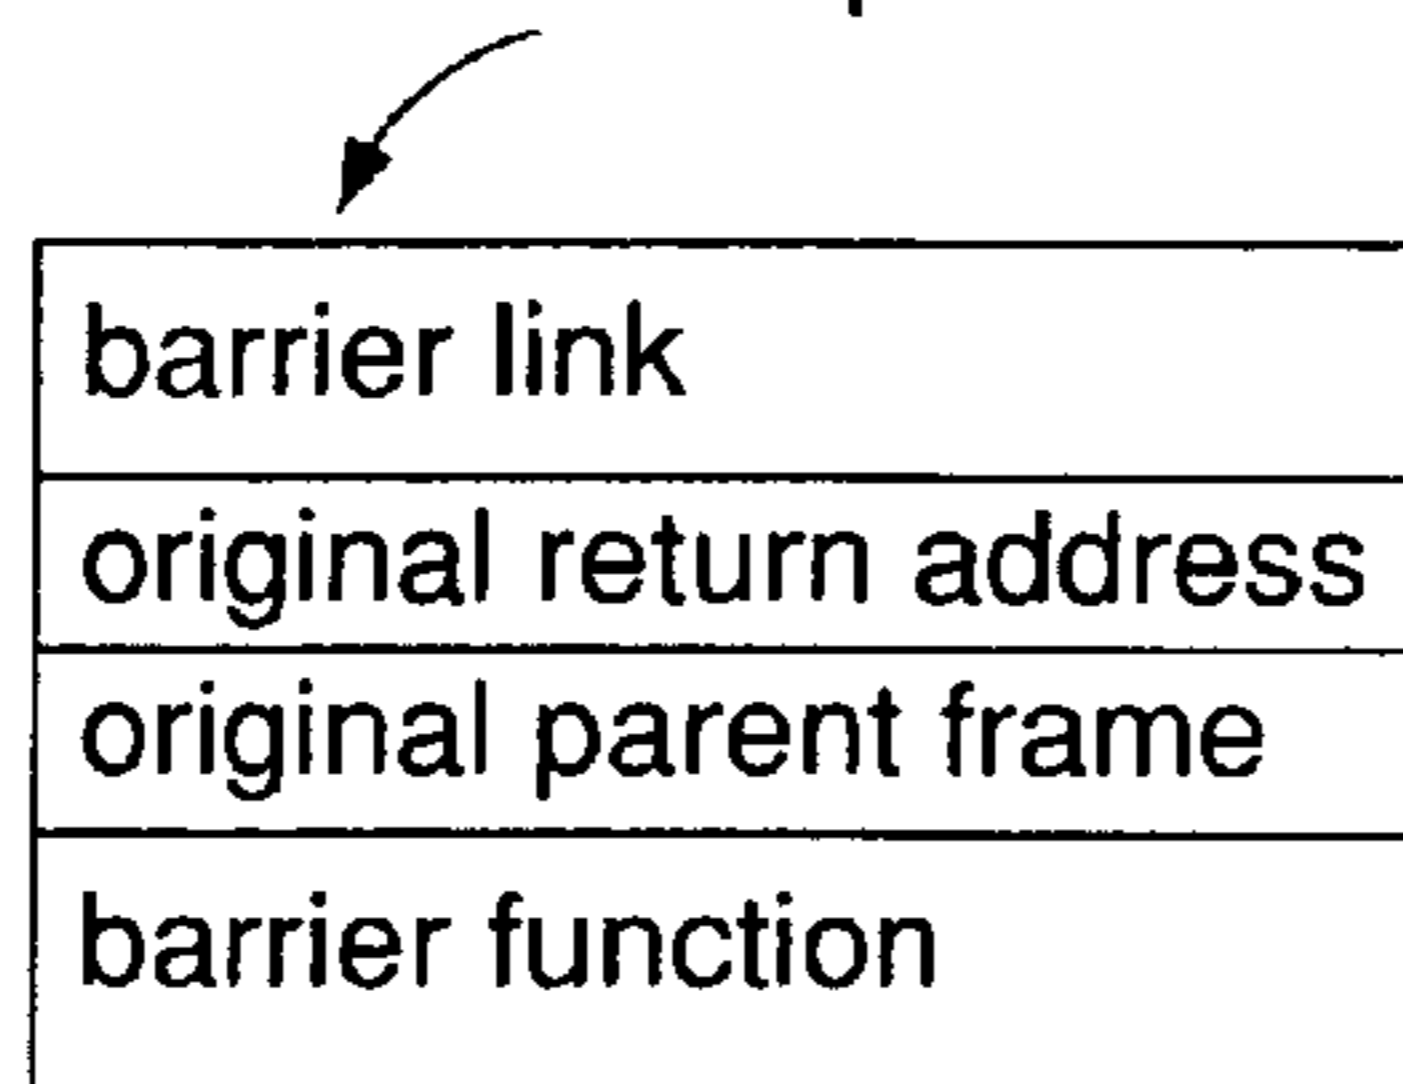 barrier link
original return address
original parent frame
barrier function